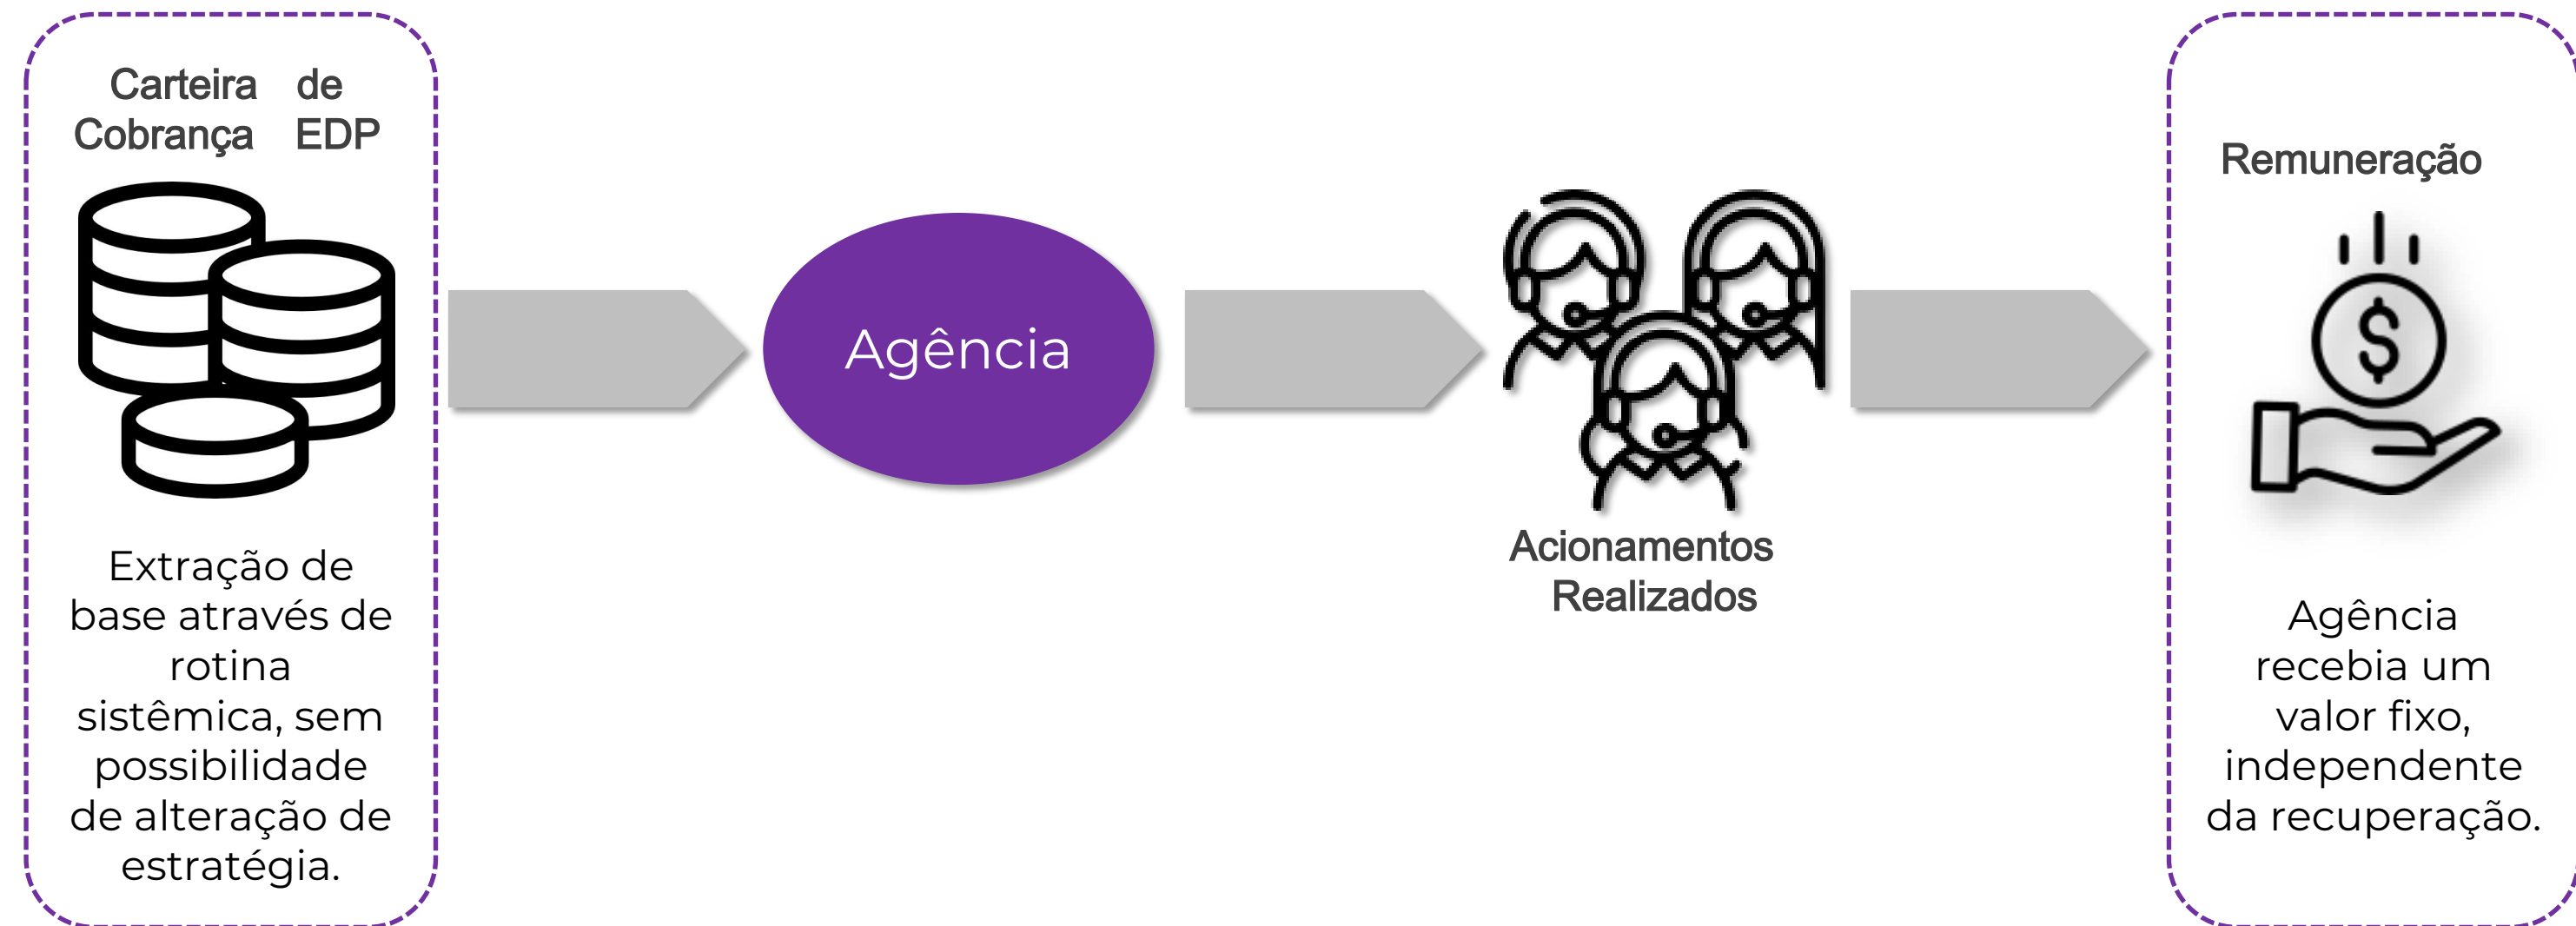 Carteira de
Cobrança EDP
Extração de
base através de
rotina
sistêmica, sem
possibilidade
de alteração de
estratégia.
Agência
Acionamentos
Realizados
Remuneração
$
Agência
recebia um
valor fixo,
independente
da recuperação.